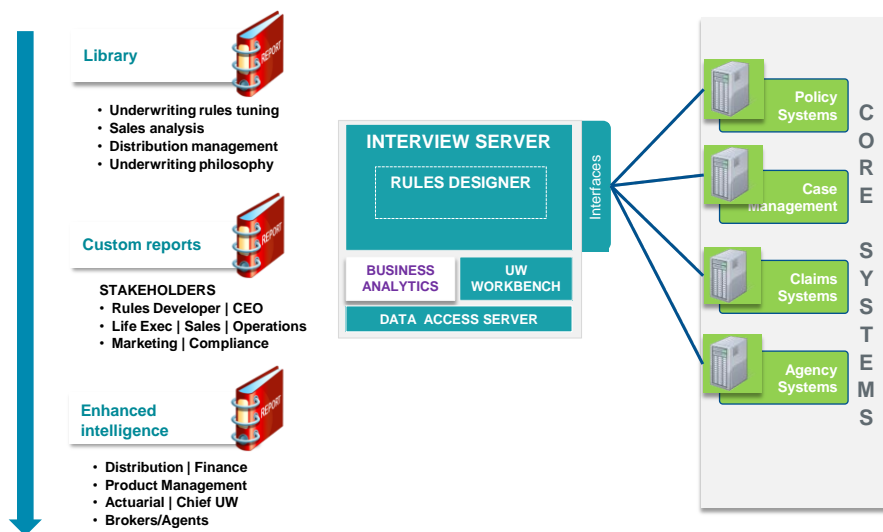 Library
REPORT
• Underwriting rules tuning
• Sales analysis
• Distribution management
• Underwriting philosophy
Custom reports
REPORT
STAKEHOLDERS
• Rules Developer | CEO
• Life Exec | Sales | Operations
• Marketing | Compliance
Enhanced
intelligence
REPORT
• Distribution | Finance
• Product Management
• Actuarial | Chief UW
• Brokers/Agents
INTERVIEW SERVER
RULES DESIGNER
BUSINESS
ANALYTICS
UW
WORKBENCH
DATA ACCESS SERVER
Interfaces
Policy
Systems
Case
Management
Claims
Systems
Agency
Systems
CORE SYSTEMS